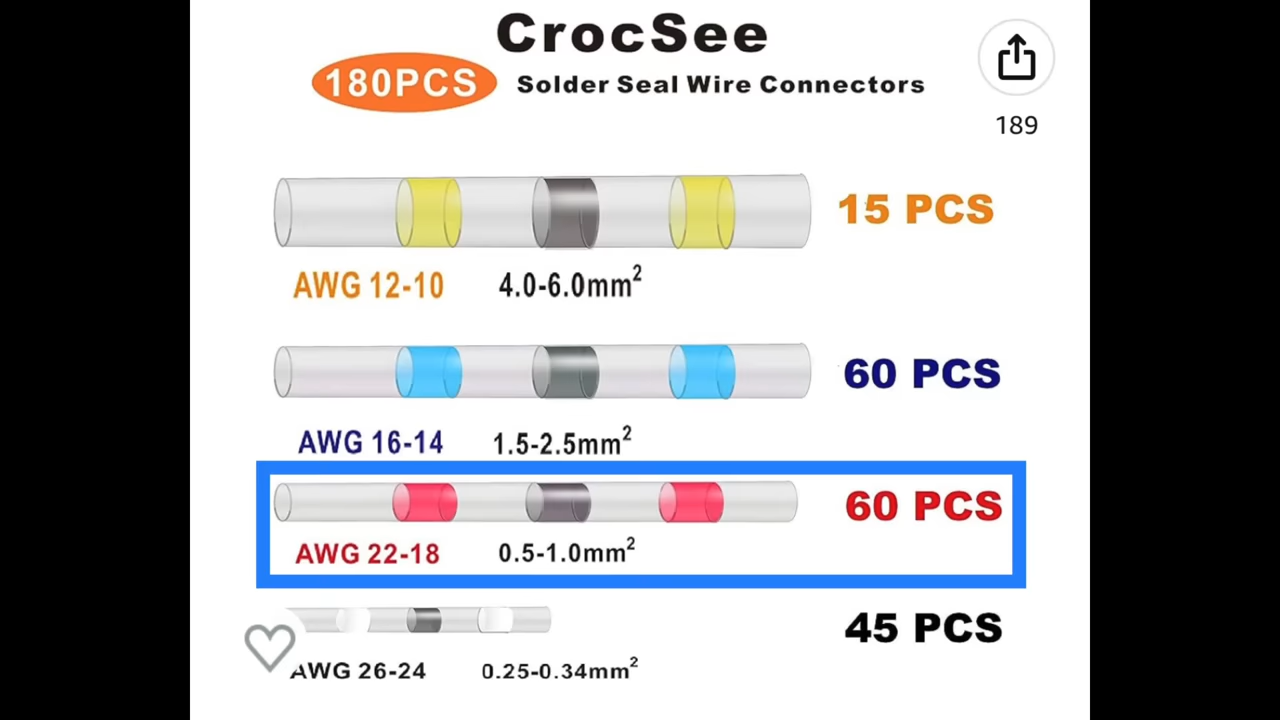 CrocSee
180PCS Solder Seal Wire Connectors
189
15 PCS
AWG 12-10 4.0-6.0mm²
60 PCS
AWG 16-14 1.5-2.5mm²
60 PCS
AWG 22-18 0.5-1.0mm²
45 PCS
AWG 26-24 0.25-0.34mm²